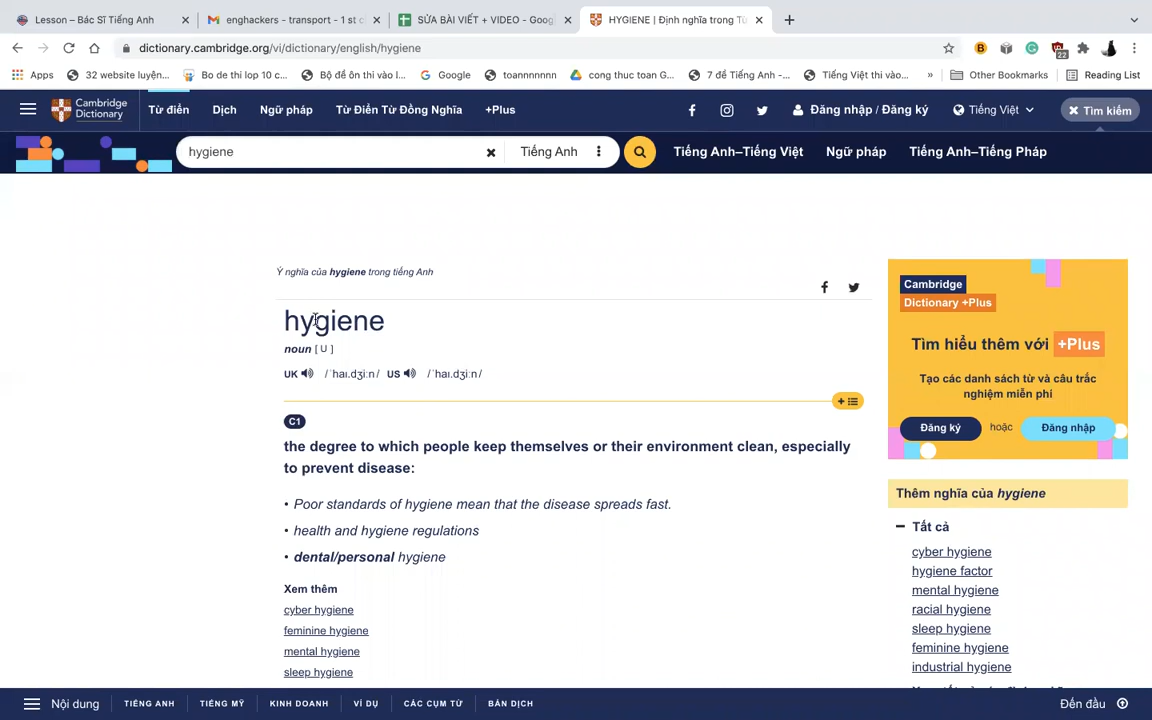 Lesson – Bác Sĩ Tiếng Anh
enghackers - transport - 1 st c
SỬA BÀI VIẾT + VIDEO - Goog
HYGIENE | Định nghĩa trong Từ
dictionary.cambridge.org/vi/dictionary/english/hygiene
22
Apps
32 website luyện...
Bo de thi lop 10 c...
Bộ đề ôn thi vào l...
Google
toannnnnnn
cong thuc toan G...
7 đề Tiếng Anh -...
Tiếng Việt thi vào...
»
Other Bookmarks
Reading List
Cambridge Dictionary
Từ điển
Dịch
Ngữ pháp
Từ Điển Từ Đồng Nghĩa
+Plus
Đăng nhập / Đăng ký
Tiếng Việt
Tìm kiếm
hygiene
Tiếng Anh
Tiếng Anh–Tiếng Việt
Ngữ pháp
Tiếng Anh–Tiếng Pháp
Ý nghĩa của hygiene trong tiếng Anh
hygiene
noun [ U ]
UK /ˈhaɪ.dʒiːn/ US /ˈhaɪ.dʒiːn/
C1
the degree to which people keep themselves or their environment clean, especially
to prevent disease:
• Poor standards of hygiene mean that the disease spreads fast.
• health and hygiene regulations
• dental/personal hygiene
Xem thêm
cyber hygiene
feminine hygiene
mental hygiene
sleep hygiene
Cambridge
Dictionary +Plus
Tìm hiểu thêm với +Plus
Tạo các danh sách từ và câu trắc
nghiệm miễn phí
Đăng ký hoặc Đăng nhập
Thêm nghĩa của hygiene
Tất cả
cyber hygiene
hygiene factor
mental hygiene
racial hygiene
sleep hygiene
feminine hygiene
industrial hygiene
Nội dung
TIẾNG ANH
TIẾNG MỸ
KINH DOANH
VÍ DỤ
CÁC CỤM TỪ
BẢN DỊCH
Đến đầu